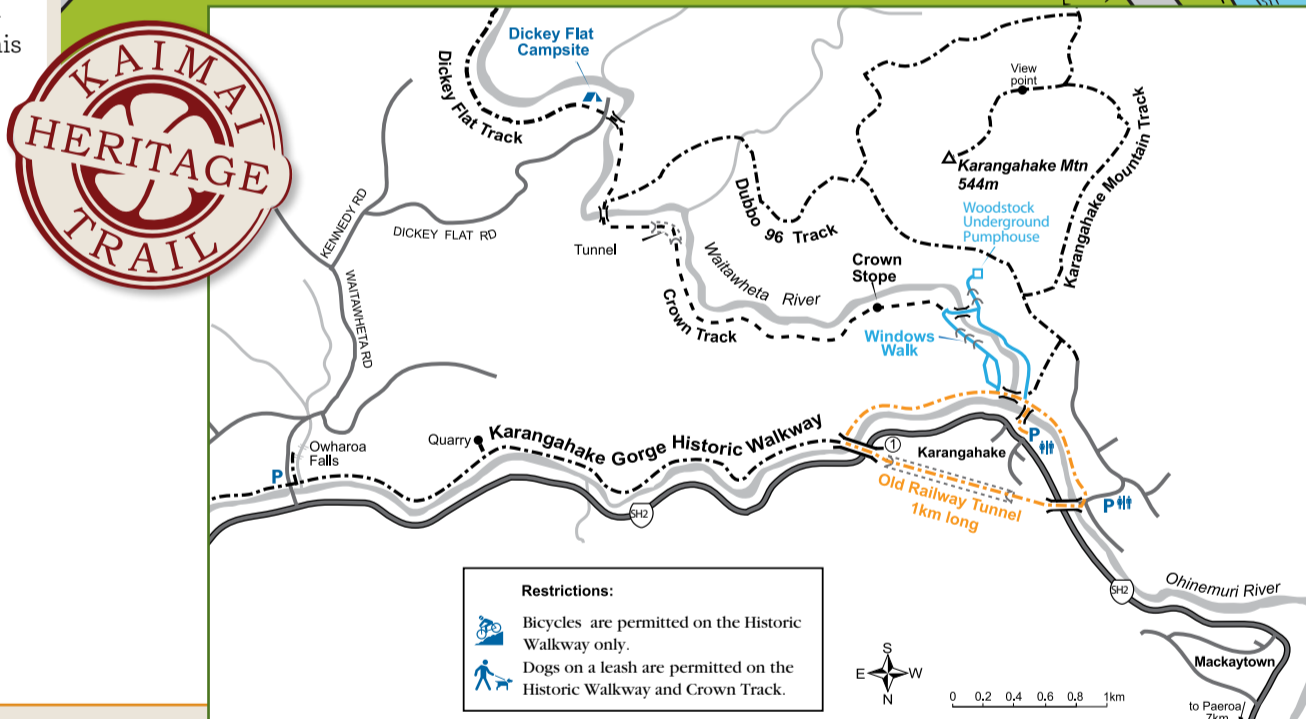 his
KAIMAI
HERITAGE
TRAIL
Dickey Flat
Campsite
Dickey Flat Track
View
point
Karangahake Mountain Track
Karangahake Mtn
544m
KENNEDY RD
DICKEY FLAT RD
Tunnel
Dubbo 96 Track
Woodstock
Underground
Pumphouse
WAITAWHETA RD
Waitawheta River
Crown
Stope
Crown Track
Windows
Walk
Owharoa
Falls
P
Quarry
Karangahake Gorge Historic Walkway
1
Karangahake
P
Old Railway Tunnel
1km long
P
SH2
SH2
Ohinemuri River
Restrictions:
Bicycles are permitted on the Historic
Walkway only.
Dogs on a leash are permitted on the
Historic Walkway and Crown Track.
S
E
W
N
0 0.2 0.4 0.6 0.8 1km
Mackaytown
to Paeroa
7km